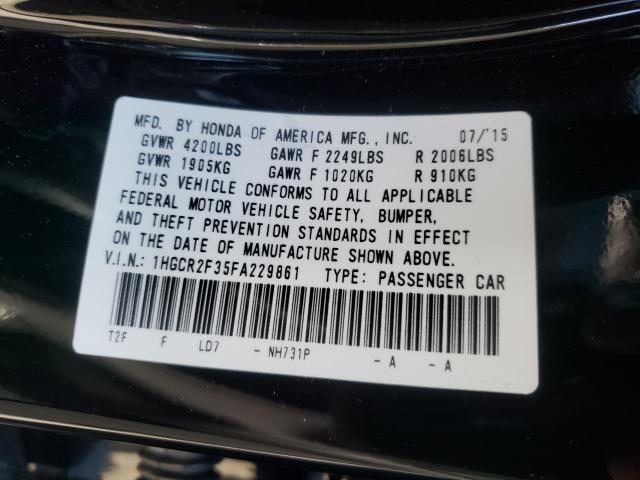 MFD. BY HONDA OF AMERICA MFG., INC. 07/'15
GVWR 4200LBS GAWR F 2249LBS R 2006LBS
GVWR 1905KG GAWR F 1020KG R 910KG
THIS VEHICLE CONFORMS TO ALL APPLICABLE
FEDERAL MOTOR VEHICLE SAFETY, BUMPER,
AND THEFT PREVENTION STANDARDS IN EFFECT
ON THE DATE OF MANUFACTURE SHOWN ABOVE.
V.I.N.: 1HGCR2F35FA229861 TYPE: PASSENGER CAR
T2F F LD7 - NH731P - A - A